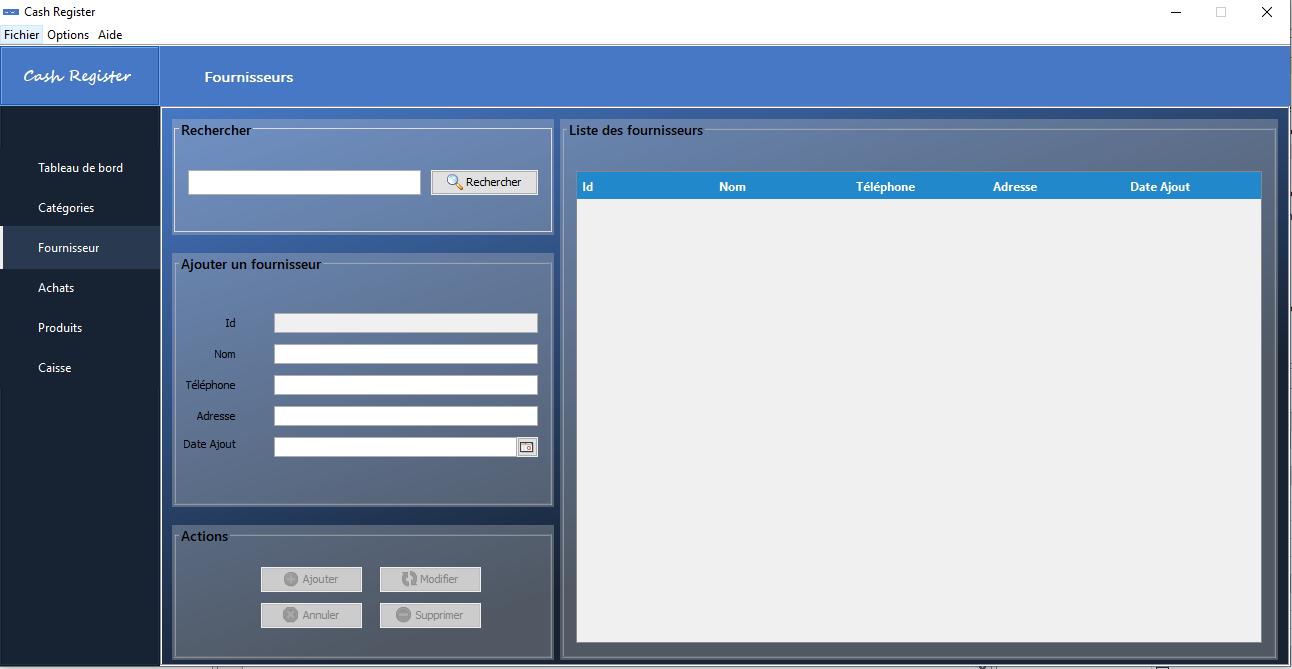 Cash Register
Fichier Options Aide
Cash Register
Fournisseurs
Tableau de bord
Catégories
Fournisseur
Achats
Produits
Caisse
Rechercher
Rechercher
Ajouter un fournisseur
Id
Nom
Téléphone
Adresse
Date Ajout
Actions
Ajouter
Modifier
Annuler
Supprimer
Liste des fournisseurs
Id Nom Téléphone Adresse Date Ajout